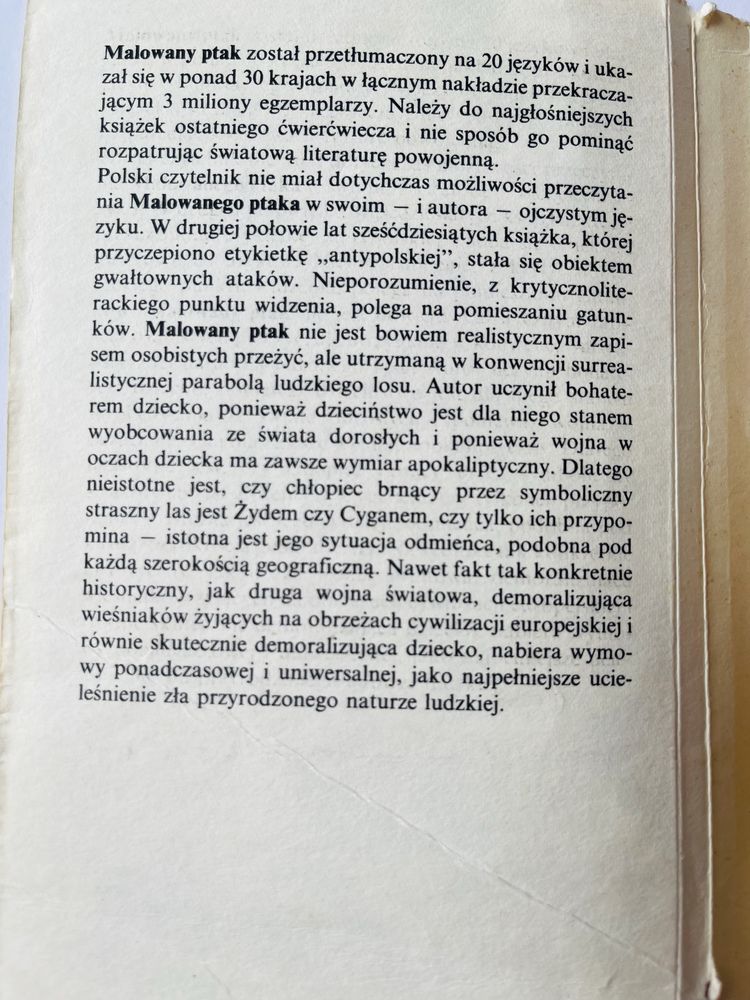 Malowany ptak został przetłumaczony na 20 języków i uka-
zał się w ponad 30 krajach w łącznym nakładzie przekracza-
jącym 3 miliony egzemplarzy. Należy do najgłośniejszych
książek ostatniego ćwierćwiecza i nie sposób go pominąć
rozpatrując światową literaturę powojenną.
Polski czytelnik nie miał dotychczas możliwości przeczyta-
nia Malowanego ptaka w swoim — i autora — ojczystym ję-
zyku. W drugiej połowie lat sześćdziesiątych książka, której
przyczepiono etykietkę „antypolskiej”, stała się obiektem
gwałtownych ataków. Nieporozumienie, z krytycznolite-
rackiego punktu widzenia, polega na pomieszaniu gatun-
ków. Malowany ptak nie jest bowiem realistycznym zapi-
sem osobistych przeżyć, ale utrzymaną w konwencji surrea-
listycznej parabolą ludzkiego losu. Autor uczynił bohate-
rem dziecko, ponieważ dzieciństwo jest dla niego stanem
wyobcowania ze świata dorosłych i ponieważ wojna w
oczach dziecka ma zawsze wymiar apokaliptyczny. Dlatego
nieistotne jest, czy chłopiec brnący przez symboliczny
straszny las jest Żydem czy Cyganem, czy tylko ich przypo-
mina — istotna jest jego sytuacja odmieńca, podobna pod
każdą szerokością geograficzną. Nawet fakt tak konkretnie
historyczny, jak druga wojna światowa, demoralizująca
wieśniaków żyjących na obrzeżach cywilizacji europejskiej i
równie skutecznie demoralizująca dziecko, nabiera wymo-
wy ponadczasowej i uniwersalnej, jako najpełniejsze ucie-
leśnienie zła przyrodzonego naturze ludzkiej.